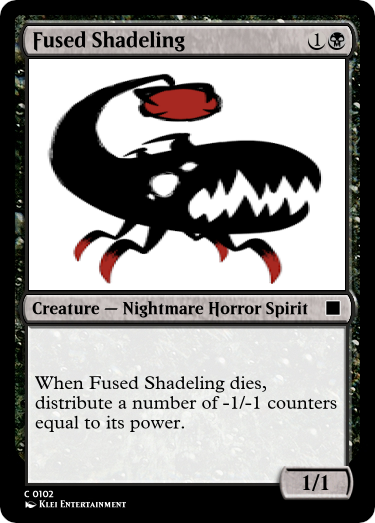 Fused Shadeling 1
Creature — Nightmare Horror Spirit
When Fused Shadeling dies,
distribute a number of -1/-1 counters
equal to its power.
1/1
C 0102
Klei Entertainment